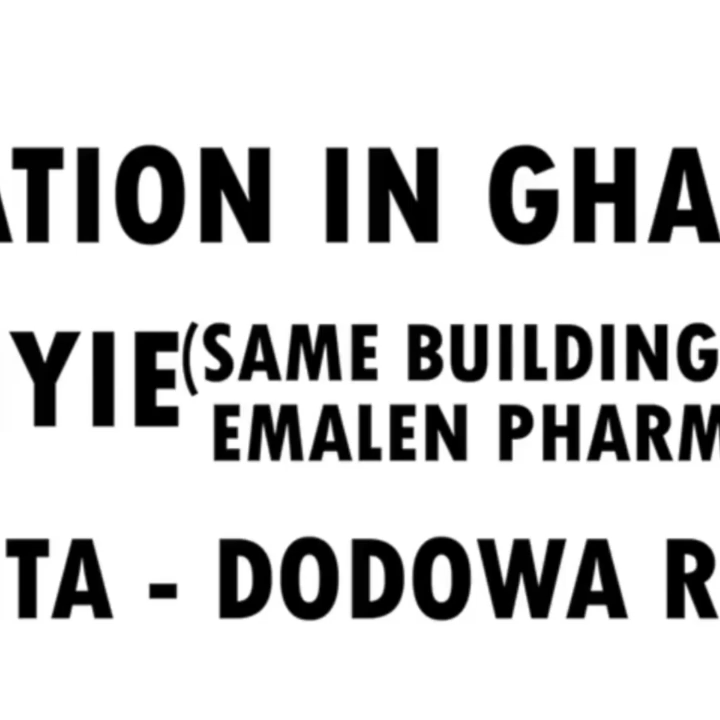 ATION IN GHA
YIE (SAME BUILDING
EMALEN PHARM
TA - DODOWA R